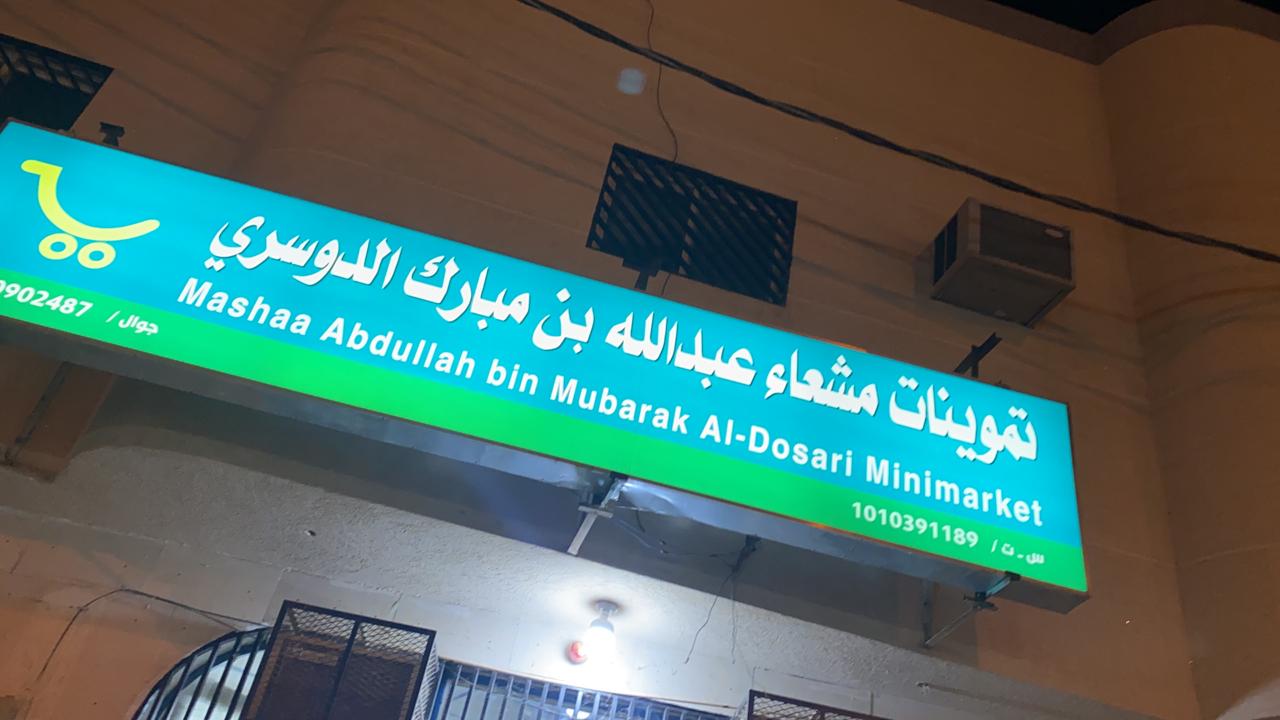 تموينات مشعاء عبدالله بن مبارك الدوسري
Mashaa Abdullah bin Mubarak Al-Dosari Minimarket
س.ت / 1010391189
جوال / 0902487